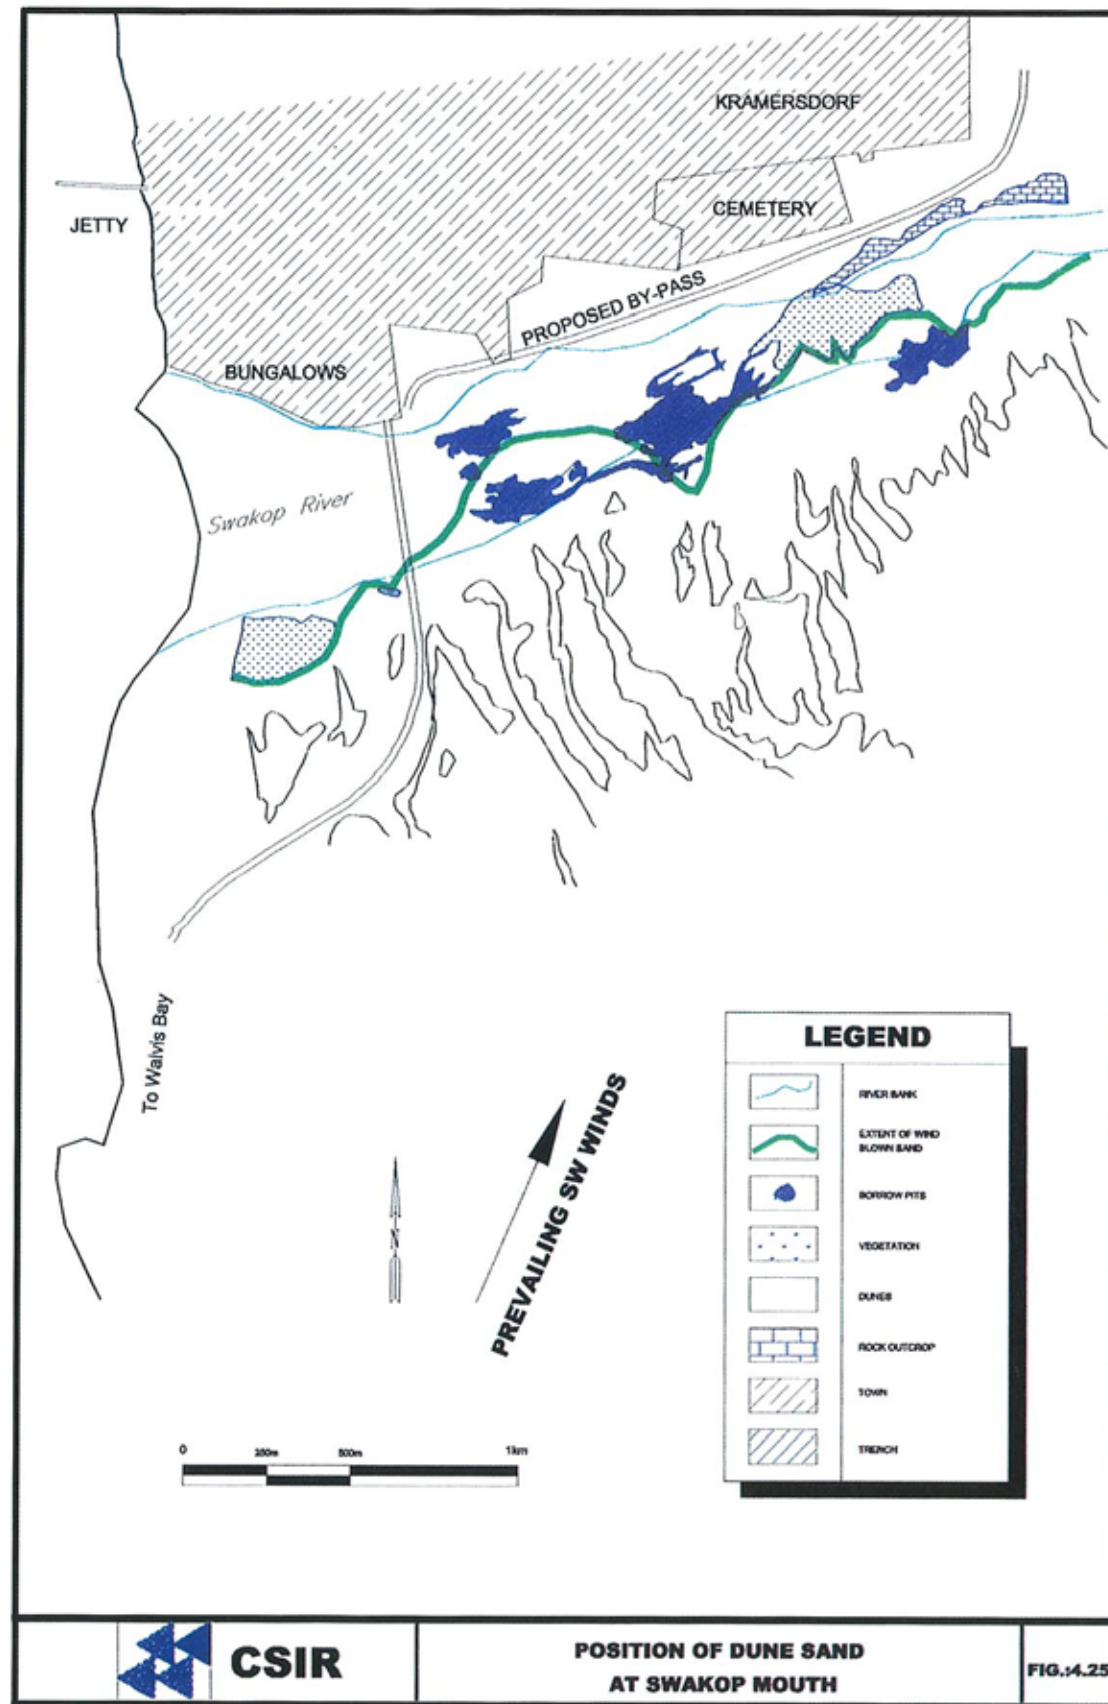 KRAMERSDORF
JETTY
CEMETERY
PROPOSED BY-PASS
BUNGALOWS
Swakop River
To Walvis Bay
N
PREVAILING SW WINDS
0 250m 500m 1km
LEGEND
RIVER BANK
EXTENT OF WIND
BLOWN SAND
BORROW PITS
VEGETATION
DUNES
ROCK OUTCROP
TOWN
TRENCH
CSIR
POSITION OF DUNE SAND
AT SWAKOP MOUTH
FIG.:4.25